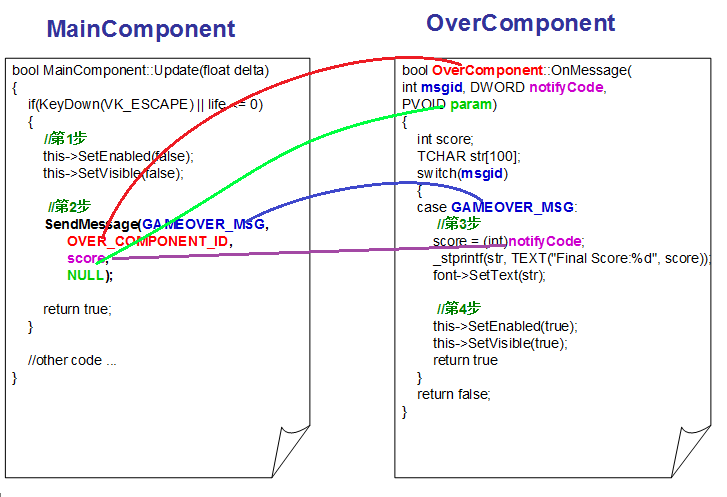 MainComponent
bool MainComponent::Update(float delta)
{
if(KeyDown(VK_ESCAPE) || life <= 0)
{
//第1步
this->SetEnabled(false);
this->SetVisible(false);
//第2步
SendMessage(GAMEOVER_MSG,
OVER_COMPONENT_ID,
score,
NULL);
return true;
}
//other code ...
}
OverComponent
bool OverComponent::OnMessage(
int msgid, DWORD notifyCode,
PVOID param)
{
int score;
TCHAR str[100];
switch(msgid)
{
case GAMEOVER_MSG:
//第3步
score = (int)notifyCode;
_stprintf(str, TEXT("Final Score:%d", score));
font->SetText(str);
//第4步
this->SetEnabled(true);
this->SetVisible(true);
return true
}
return false;
}